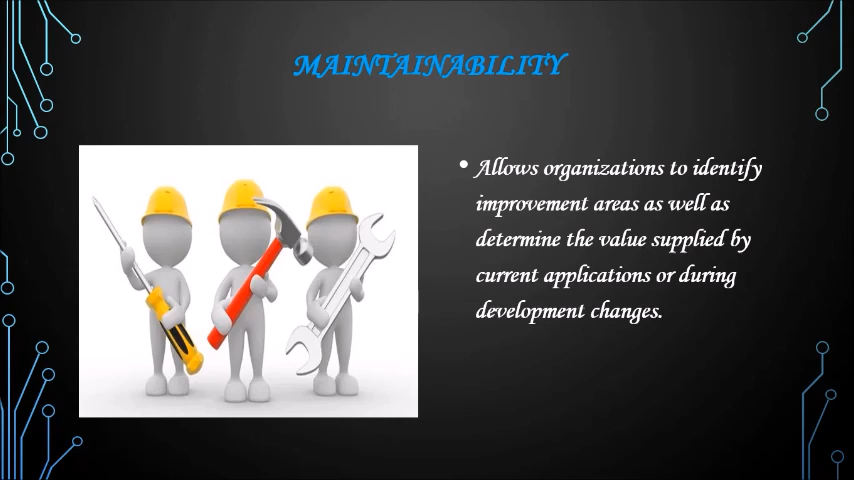 MAINTAINABILITY
• Allows organizations to identify
improvement areas as well as
determine the value supplied by
current applications or during
development changes.